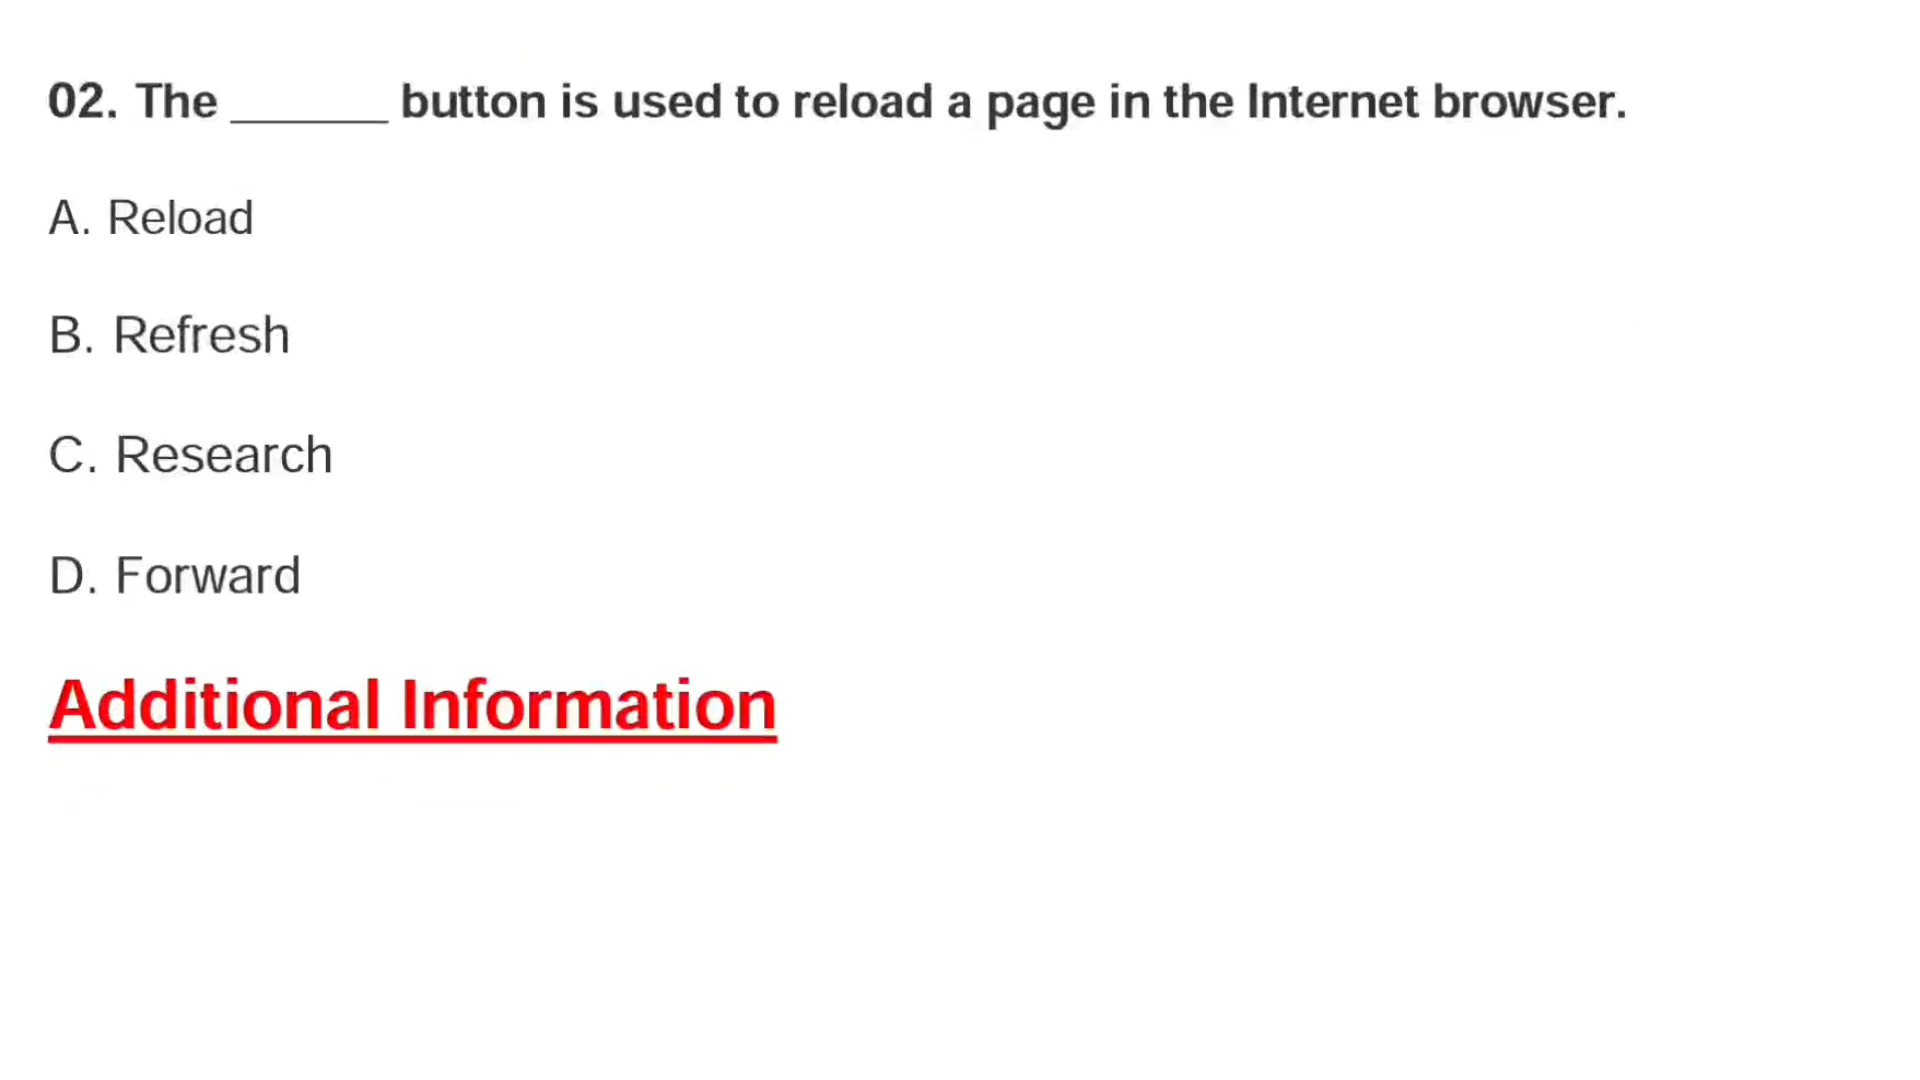 02. The ______ button is used to reload a page in the Internet browser.
A. Reload
B. Refresh
C. Research
D. Forward
Additional Information